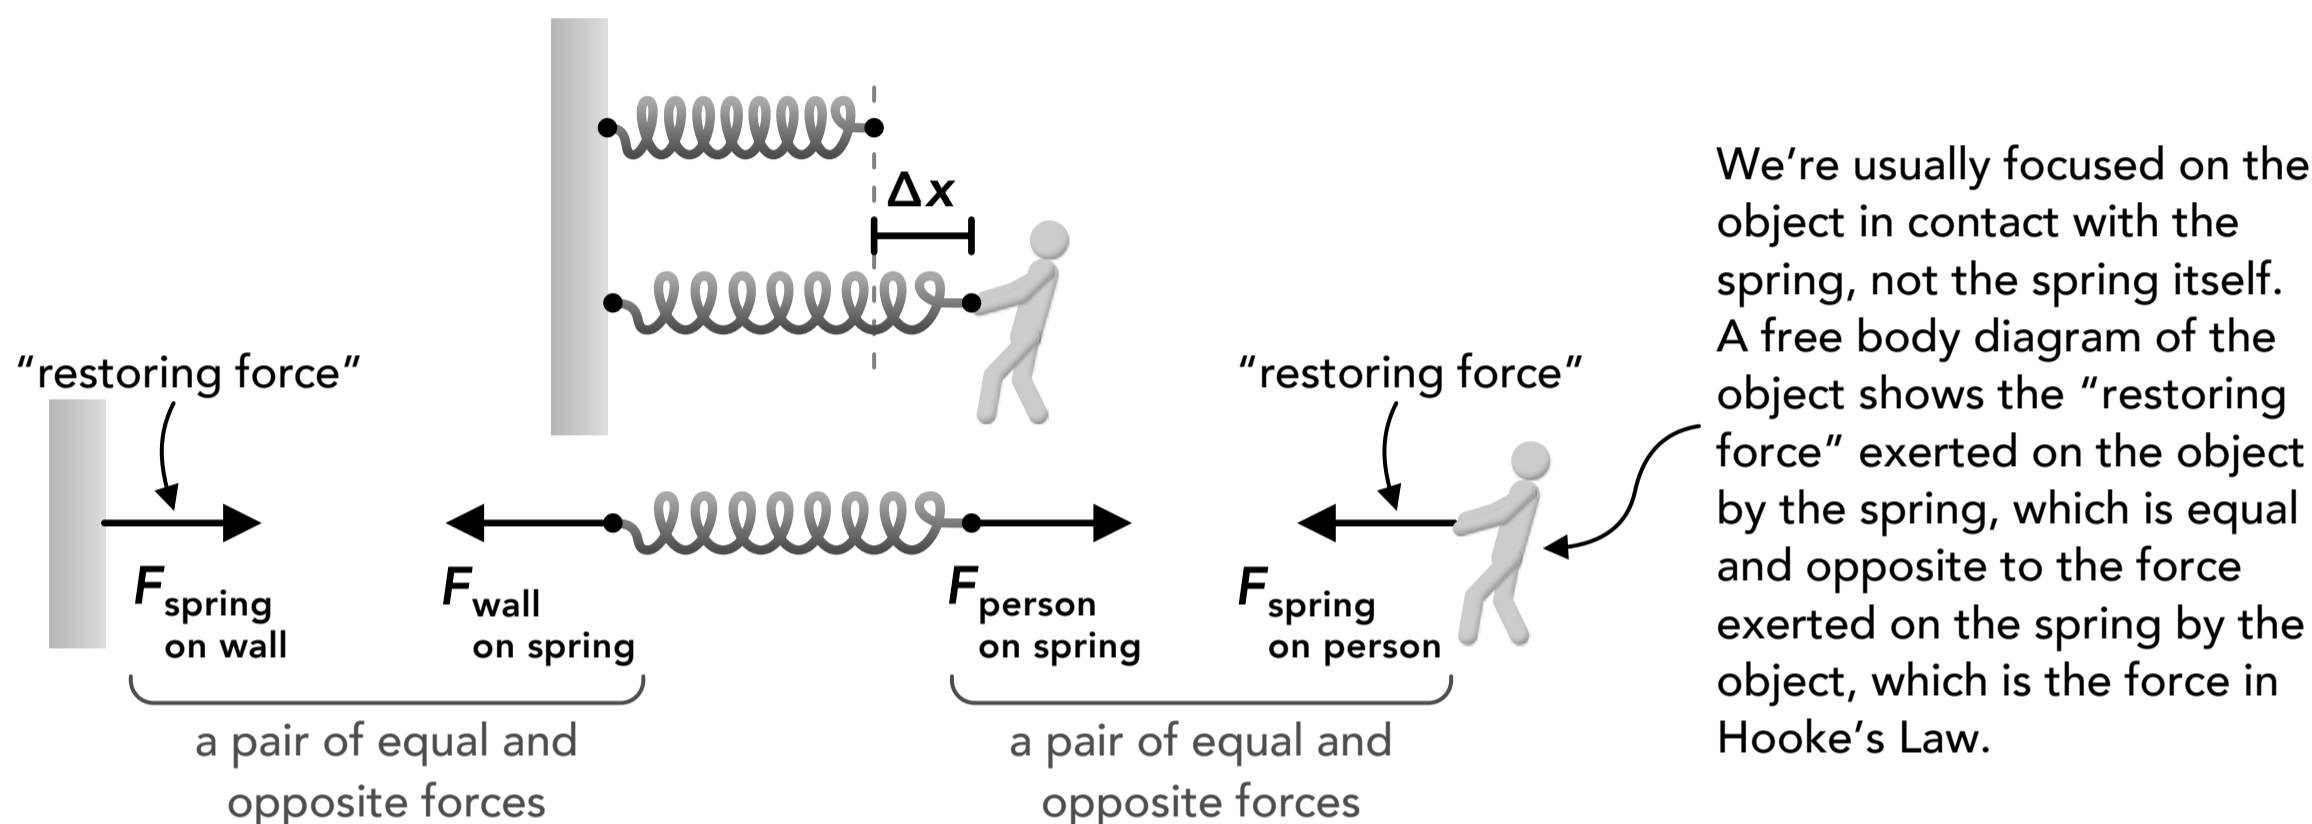 Δx
We’re usually focused on the
object in contact with the
spring, not the spring itself.
A free body diagram of the
object shows the “restoring
force” exerted on the object
by the spring, which is equal
and opposite to the force
exerted on the spring by the
object, which is the force in
Hooke’s Law.
“restoring force”
“restoring force”
F spring
on wall
F wall
on spring
F person
on spring
F spring
on person
a pair of equal and
opposite forces
a pair of equal and
opposite forces